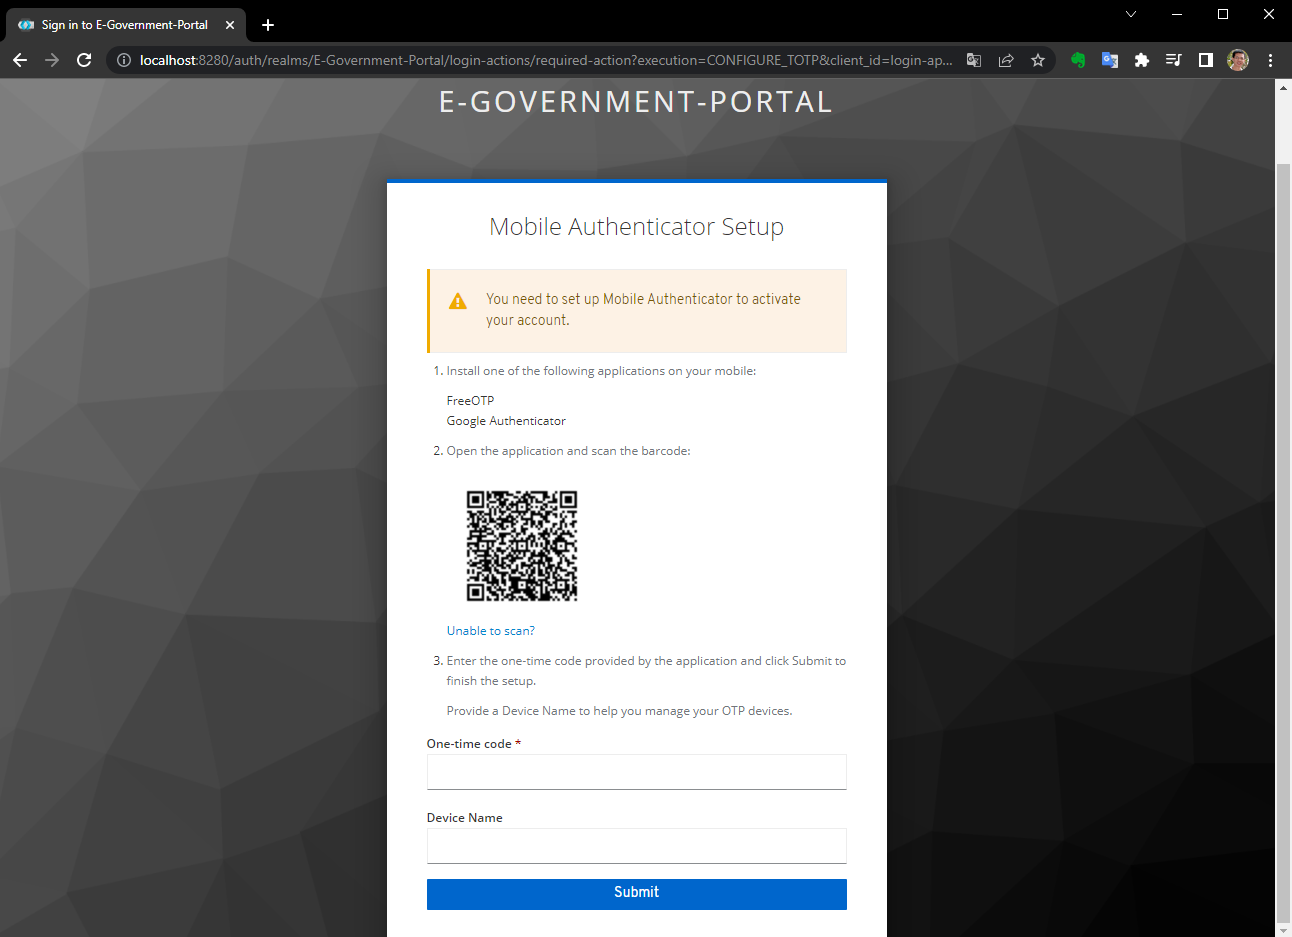 Sign in to E-Government-Portal
localhost:8280/auth/realms/E-Government-Portal/login-actions/required-action?execution=CONFIGURE_TOTP&client_id=login-ap...
E-GOVERNMENT-PORTAL
Mobile Authenticator Setup
You need to set up Mobile Authenticator to activate
your account.
1. Install one of the following applications on your mobile:
FreeOTP
Google Authenticator
2. Open the application and scan the barcode:
Unable to scan?
3. Enter the one-time code provided by the application and click Submit to
finish the setup.
Provide a Device Name to help you manage your OTP devices.
One-time code *
Device Name
Submit